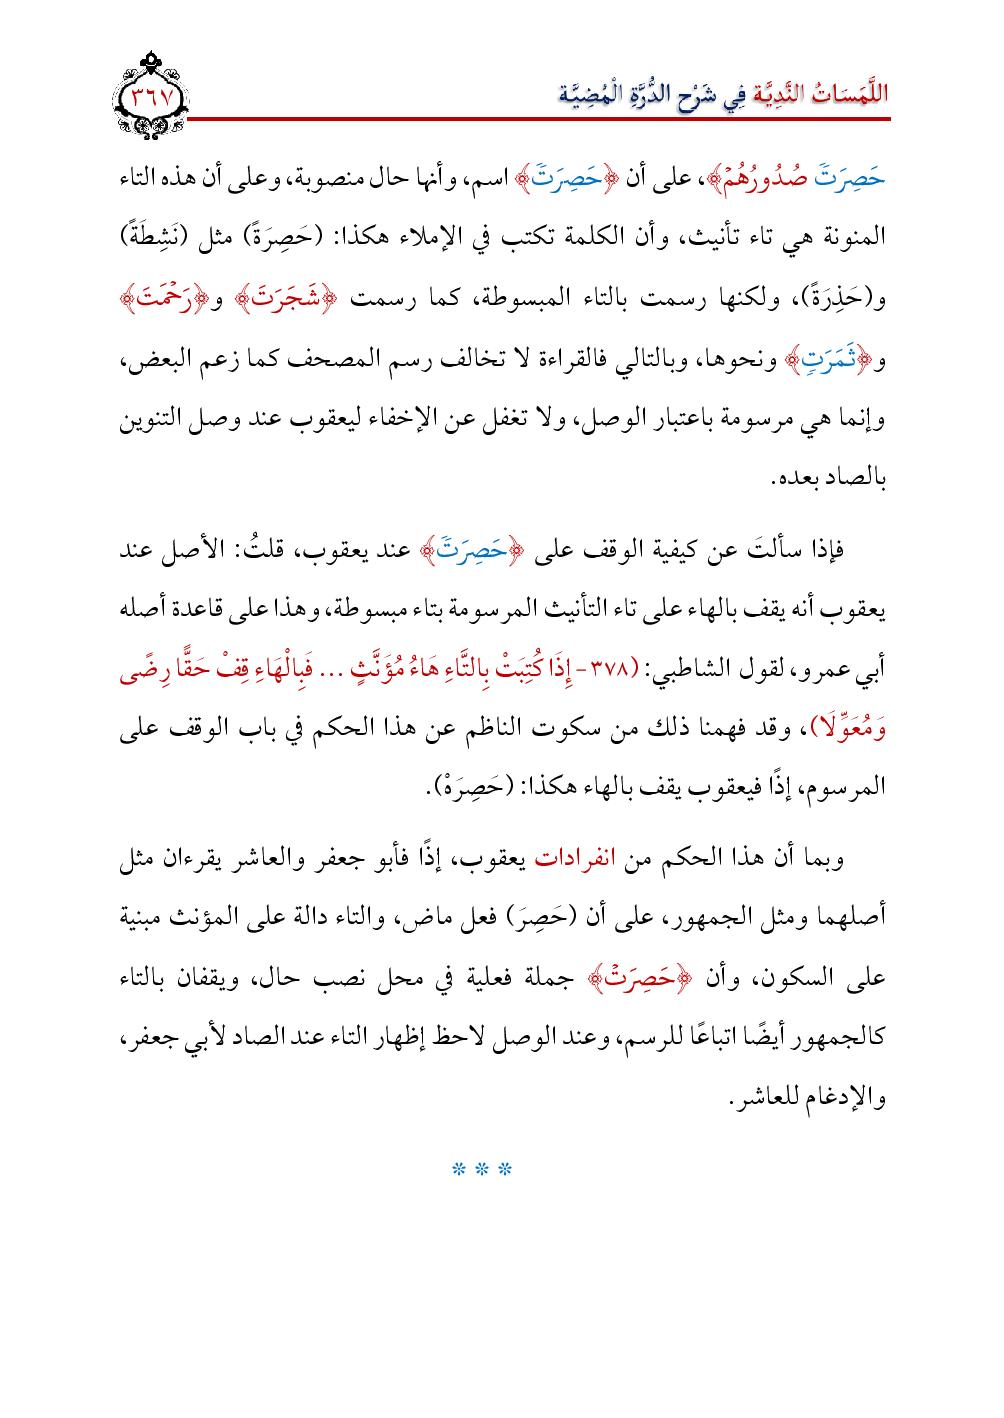 اللَّمَسَاتُ النَّدِيَّة فِي شَرْح الدُّرَّةِ الْمُضِيَّة
٣٦٧
حَصِرَتٗ صُدُورُهُمۡ﴾، على أن ﴿حَصِرَتٗ﴾ اسم، وأنها حال منصوبة، وعلى أن هذه التاء
المنونة هي تاء تأنيث، وأن الكلمة تكتب في الإملاء هكذا: (حَصِرَةً) مثل (نَشِطَةً)
و(حَذِرَةً)، ولكنها رسمت بالتاء المبسوطة، كما رسمت ﴿شَجَرَتَ﴾ و﴿رَحۡمَتَ﴾
و﴿ثَمَرَتٖ﴾ ونحوها، وبالتالي فالقراءة لا تخالف رسم المصحف كما زعم البعض،
وإنما هي مرسومة باعتبار الوصل، ولا تغفل عن الإخفاء ليعقوب عند وصل التنوين
بالصاد بعده.
فإذا سألتَ عن كيفية الوقف على ﴿حَصِرَتٗ﴾ عند يعقوب، قلتُ: الأصل عند
يعقوب أنه يقف بالهاء على تاء التأنيث المرسومة بتاء مبسوطة، وهذا على قاعدة أصله
أبي عمرو، لقول الشاطبي: (٣٧٨- إِذَا كُتِبَتْ بِالتَّاءِ هَاءُ مُؤَنَّثٍ ... فَبِالْهَاءِ قِفْ حَقًّا رِضًى
وَمُعَوِّلَا)، وقد فهمنا ذلك من سكوت الناظم عن هذا الحكم في باب الوقف على
المرسوم، إذًا فيعقوب يقف بالهاء هكذا: (حَصِرَهْ).
وبما أن هذا الحكم من انفرادات يعقوب، إذًا فأبو جعفر والعاشر يقرءان مثل
أصلهما ومثل الجمهور، على أن (حَصِرَ) فعل ماض، والتاء دالة على المؤنث مبنية
على السكون، وأن ﴿حَصِرَتۡ﴾ جملة فعلية في محل نصب حال، ويقفان بالتاء
كالجمهور أيضًا اتباعًا للرسم، وعند الوصل لاحظ إظهار التاء عند الصاد لأبي جعفر،
والإدغام للعاشر.
* * *